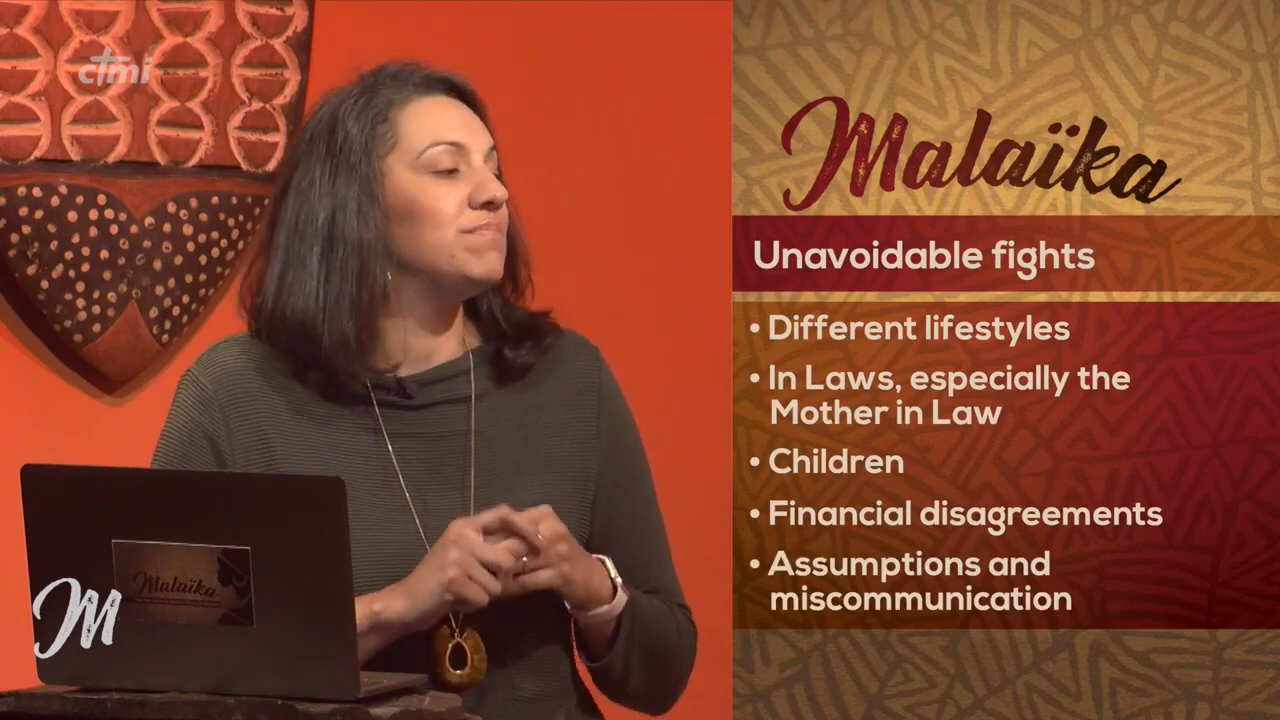 ctmi
Malaïka
Unavoidable fights
• Different lifestyles
• In Laws, especially the
Mother in Law
• Children
• Financial disagreements
• Assumptions and
miscommunication
Malaïka
M